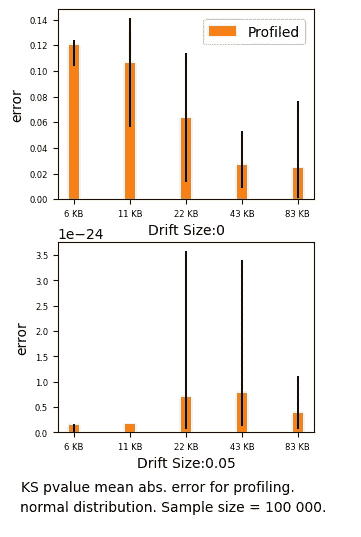 0.14
0.12
0.10
0.08
0.06
0.04
0.02
0.00
error
Profiled
6 KB 11 KB 22 KB 43 KB 83 KB
Drift Size:0
1e−24
3.5
3.0
2.5
2.0
1.5
1.0
0.5
0.0
error
6 KB 11 KB 22 KB 43 KB 83 KB
Drift Size:0.05
KS pvalue mean abs. error for profiling.
normal distribution. Sample size = 100 000.